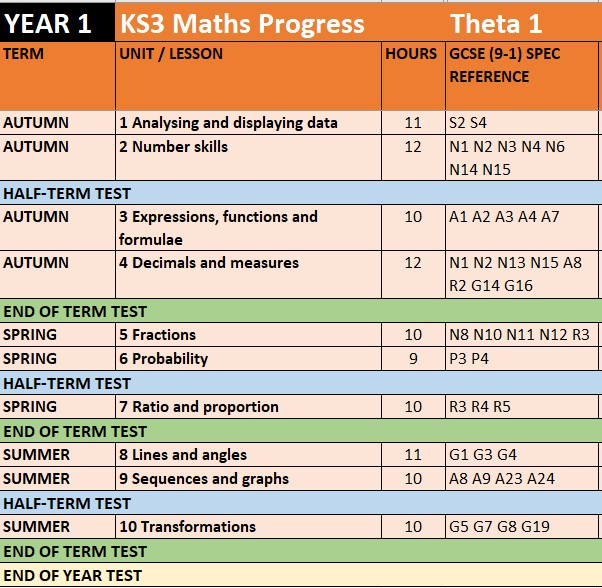 YEAR 1 KS3 Maths Progress Theta 1
TERM UNIT / LESSON HOURS GCSE (9-1) SPEC
REFERENCE
AUTUMN 1 Analysing and displaying data 11 S2 S4
AUTUMN 2 Number skills 12 N1 N2 N3 N4 N6
N14 N15
HALF-TERM TEST
AUTUMN 3 Expressions, functions and 10 A1 A2 A3 A4 A7
formulae
AUTUMN 4 Decimals and measures 12 N1 N2 N13 N15 A8
R2 G14 G16
END OF TERM TEST
SPRING 5 Fractions 10 N8 N10 N11 N12 R3
SPRING 6 Probability 9 P3 P4
HALF-TERM TEST
SPRING 7 Ratio and proportion 10 R3 R4 R5
END OF TERM TEST
SUMMER 8 Lines and angles 11 G1 G3 G4
SUMMER 9 Sequences and graphs 10 A8 A9 A23 A24
HALF-TERM TEST
SUMMER 10 Transformations 10 G5 G7 G8 G19
END OF TERM TEST
END OF YEAR TEST